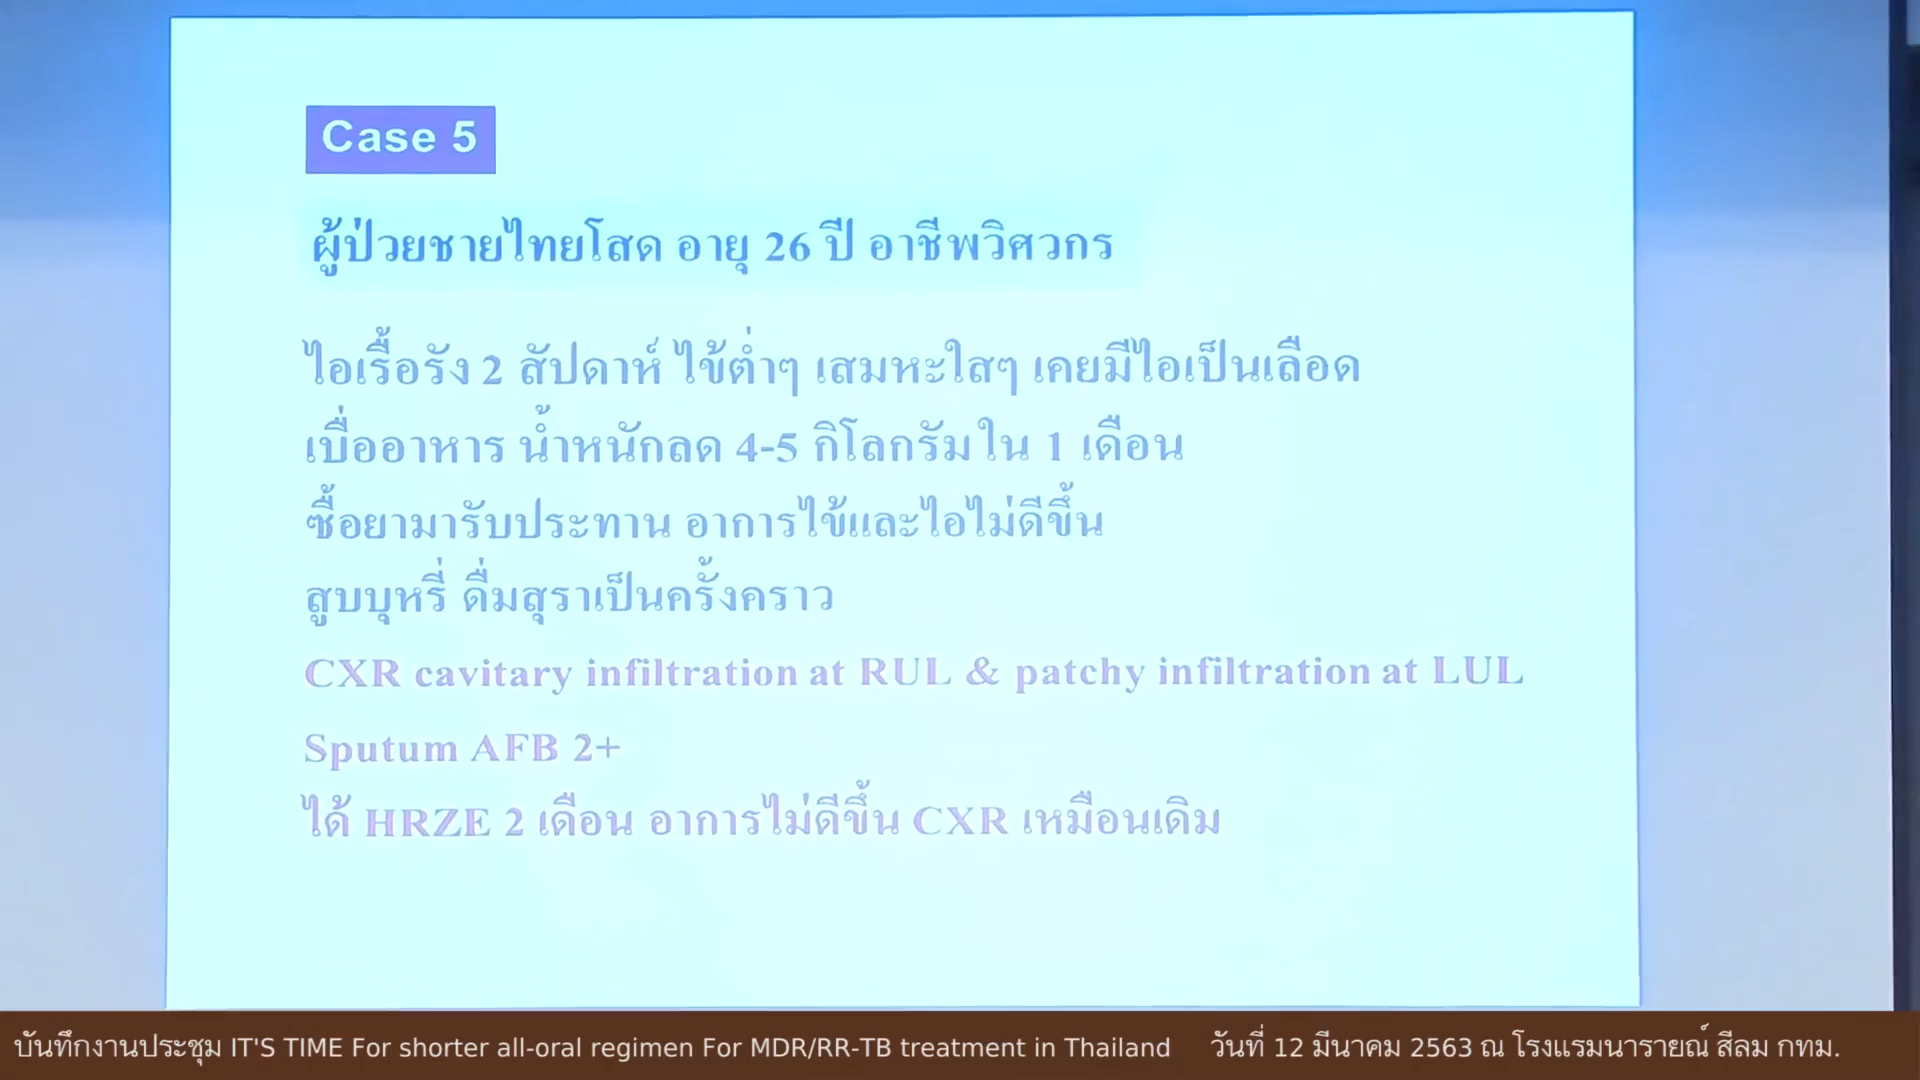 Case 5
ผู้ป่วยชายไทยโสด อายุ 26 ปี อาชีพวิศวกร
ไอเรื้อรัง 2 สัปดาห์ ไข้ต่ำๆ เสมหะใสๆ เคยมีไอเป็นเลือด
เบื่ออาหาร น้ำหนักลด 4-5 กิโลกรัมใน 1 เดือน
ซื้อยามารับประทาน อาการไข้และไอไม่ดีขึ้น
สูบบุหรี่ ดื่มสุราเป็นครั้งคราว
CXR cavitary infiltration at RUL & patchy infiltration at LUL
Sputum AFB 2+
ได้ HRZE 2 เดือน อาการไม่ดีขึ้น CXR เหมือนเดิม
บันทึกงานประชุม IT'S TIME For shorter all-oral regimen For MDR/RR-TB treatment in Thailand วันที่ 12 มีนาคม 2563 ณ โรงแรมนารายณ์ สีลม กทม.